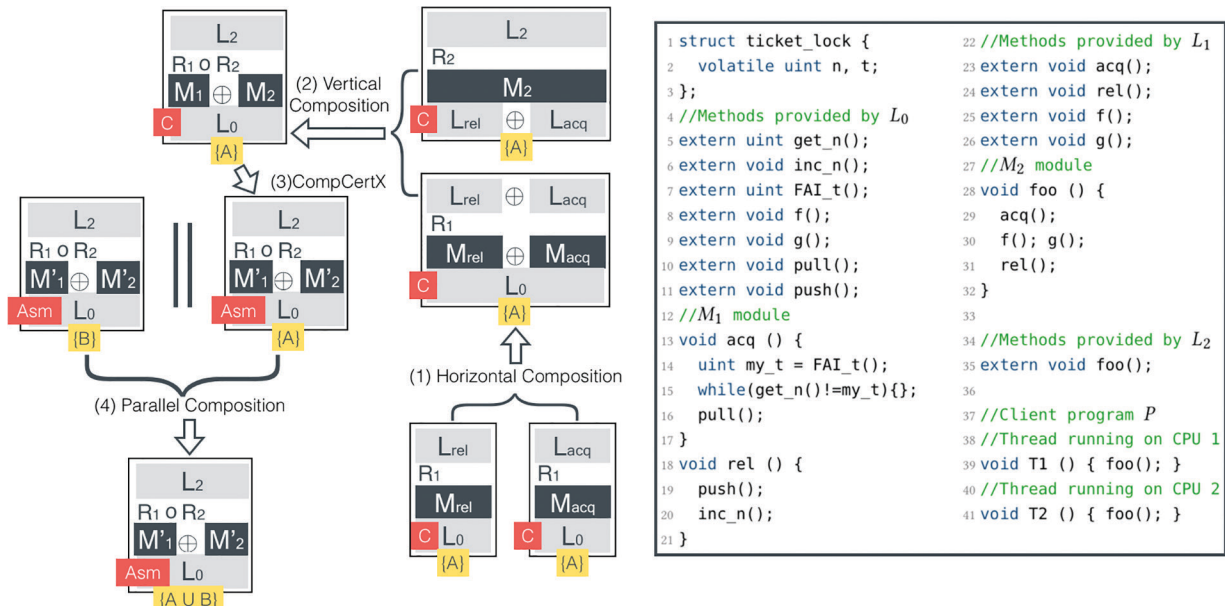 L2
R1 o R2
M1 ⊕ M2
C
L0
{A}
(2) Vertical
Composition
L2
R2
M2
C
Lrel ⊕ Lacq
{A}
(3)CompCertX
Lrel ⊕ Lacq
R1
Mrel ⊕ Macq
C
L0
{A}
L2
R1 o R2
M'1 ⊕ M'2
Asm
L0
{B}
L2
R1 o R2
M'1 ⊕ M'2
Asm
L0
{A}
(1) Horizontal Composition
(4) Parallel Composition
Lrel
R1
Mrel
C
L0
{A}
Lacq
R1
Macq
C
L0
{A}
L2
R1 o R2
M'1 ⊕ M'2
Asm
L0
{A U B}
1 struct ticket_lock {
2 volatile uint n, t;
3 };
4 //Methods provided by L0
5 extern uint get_n();
6 extern void inc_n();
7 extern uint FAI_t();
8 extern void f();
9 extern void g();
10 extern void pull();
11 extern void push();
12 //M1 module
13 void acq () {
14 uint my_t = FAI_t();
15 while(get_n()!=my_t){};
16 pull();
17 }
18 void rel () {
19 push();
20 inc_n();
21 }
22 //Methods provided by L1
23 extern void acq();
24 extern void rel();
25 extern void f();
26 extern void g();
27 //M2 module
28 void foo () {
29 acq();
30 f(); g();
31 rel();
32 }
33
34 //Methods provided by L2
35 extern void foo();
36
37 //Client program P
38 //Thread running on CPU 1
39 void T1 () { foo(); }
40 //Thread running on CPU 2
41 void T2 () { foo(); }